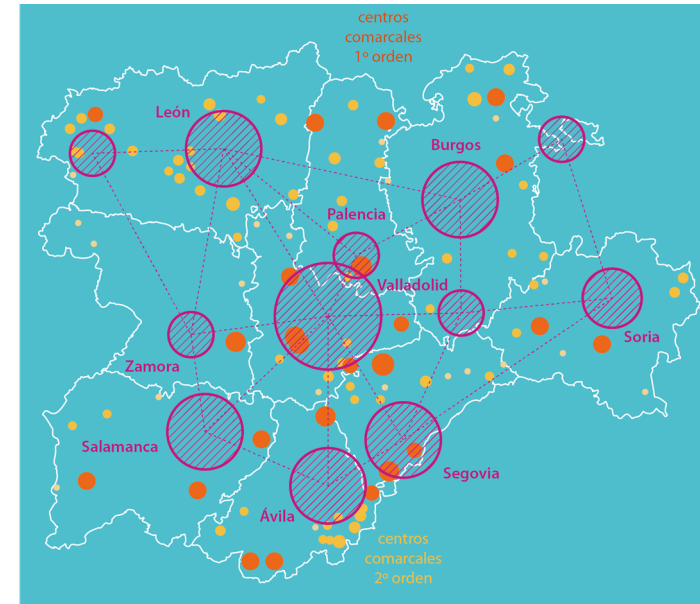 centros
comarcales
1º orden
León
Burgos
Palencia
Valladolid
Soria
Zamora
Salamanca
Segovia
Ávila
centros
comarcales
2º orden